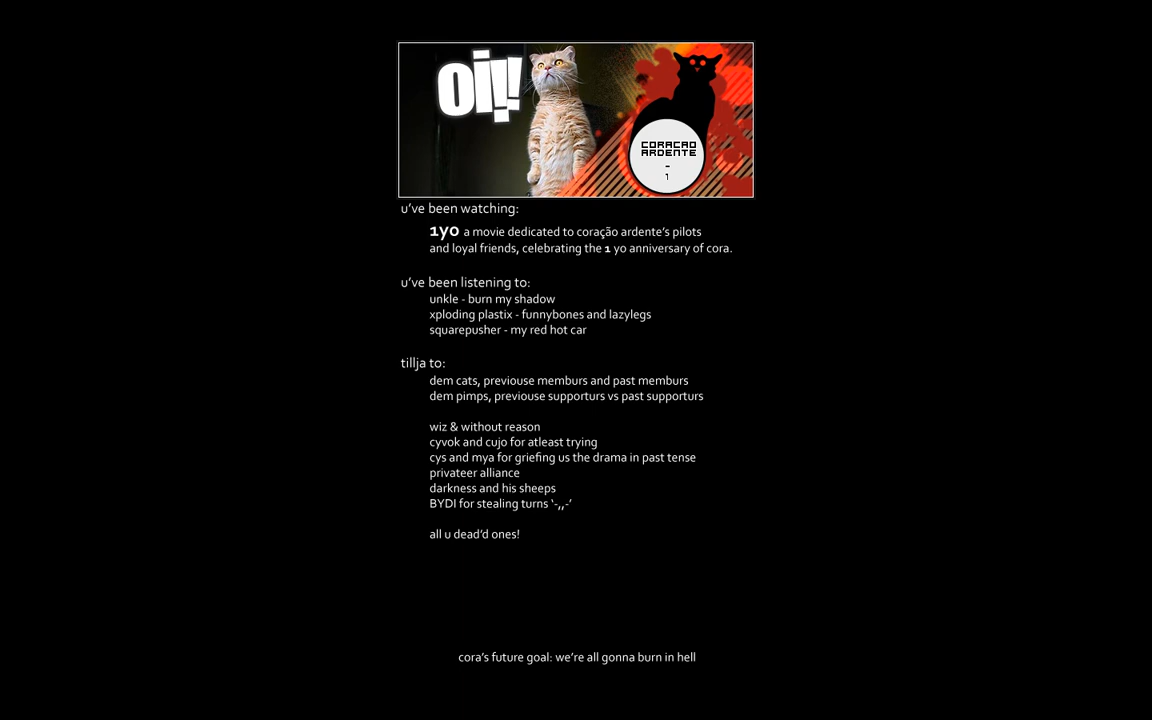 oi!!
CORACAO
ARDENTE
-
1
u've been watching:
1yo a movie dedicated to coração ardente's pilots
and loyal friends, celebrating the 1 yo anniversary of cora.
u've been listening to:
unkle - burn my shadow
xploding plastix - funnybones and lazylegs
squarepusher - my red hot car
tillja to:
dem cats, previouse memburs and past memburs
dem pimps, previouse supporturs vs past supporturs
wiz & without reason
cyvok and cujo for atleast trying
cys and mya for griefing us the drama in past tense
privateer alliance
darkness and his sheeps
BYDI for stealing turns '-,,-'
all u dead'd ones!
cora's future goal: we're all gonna burn in hell